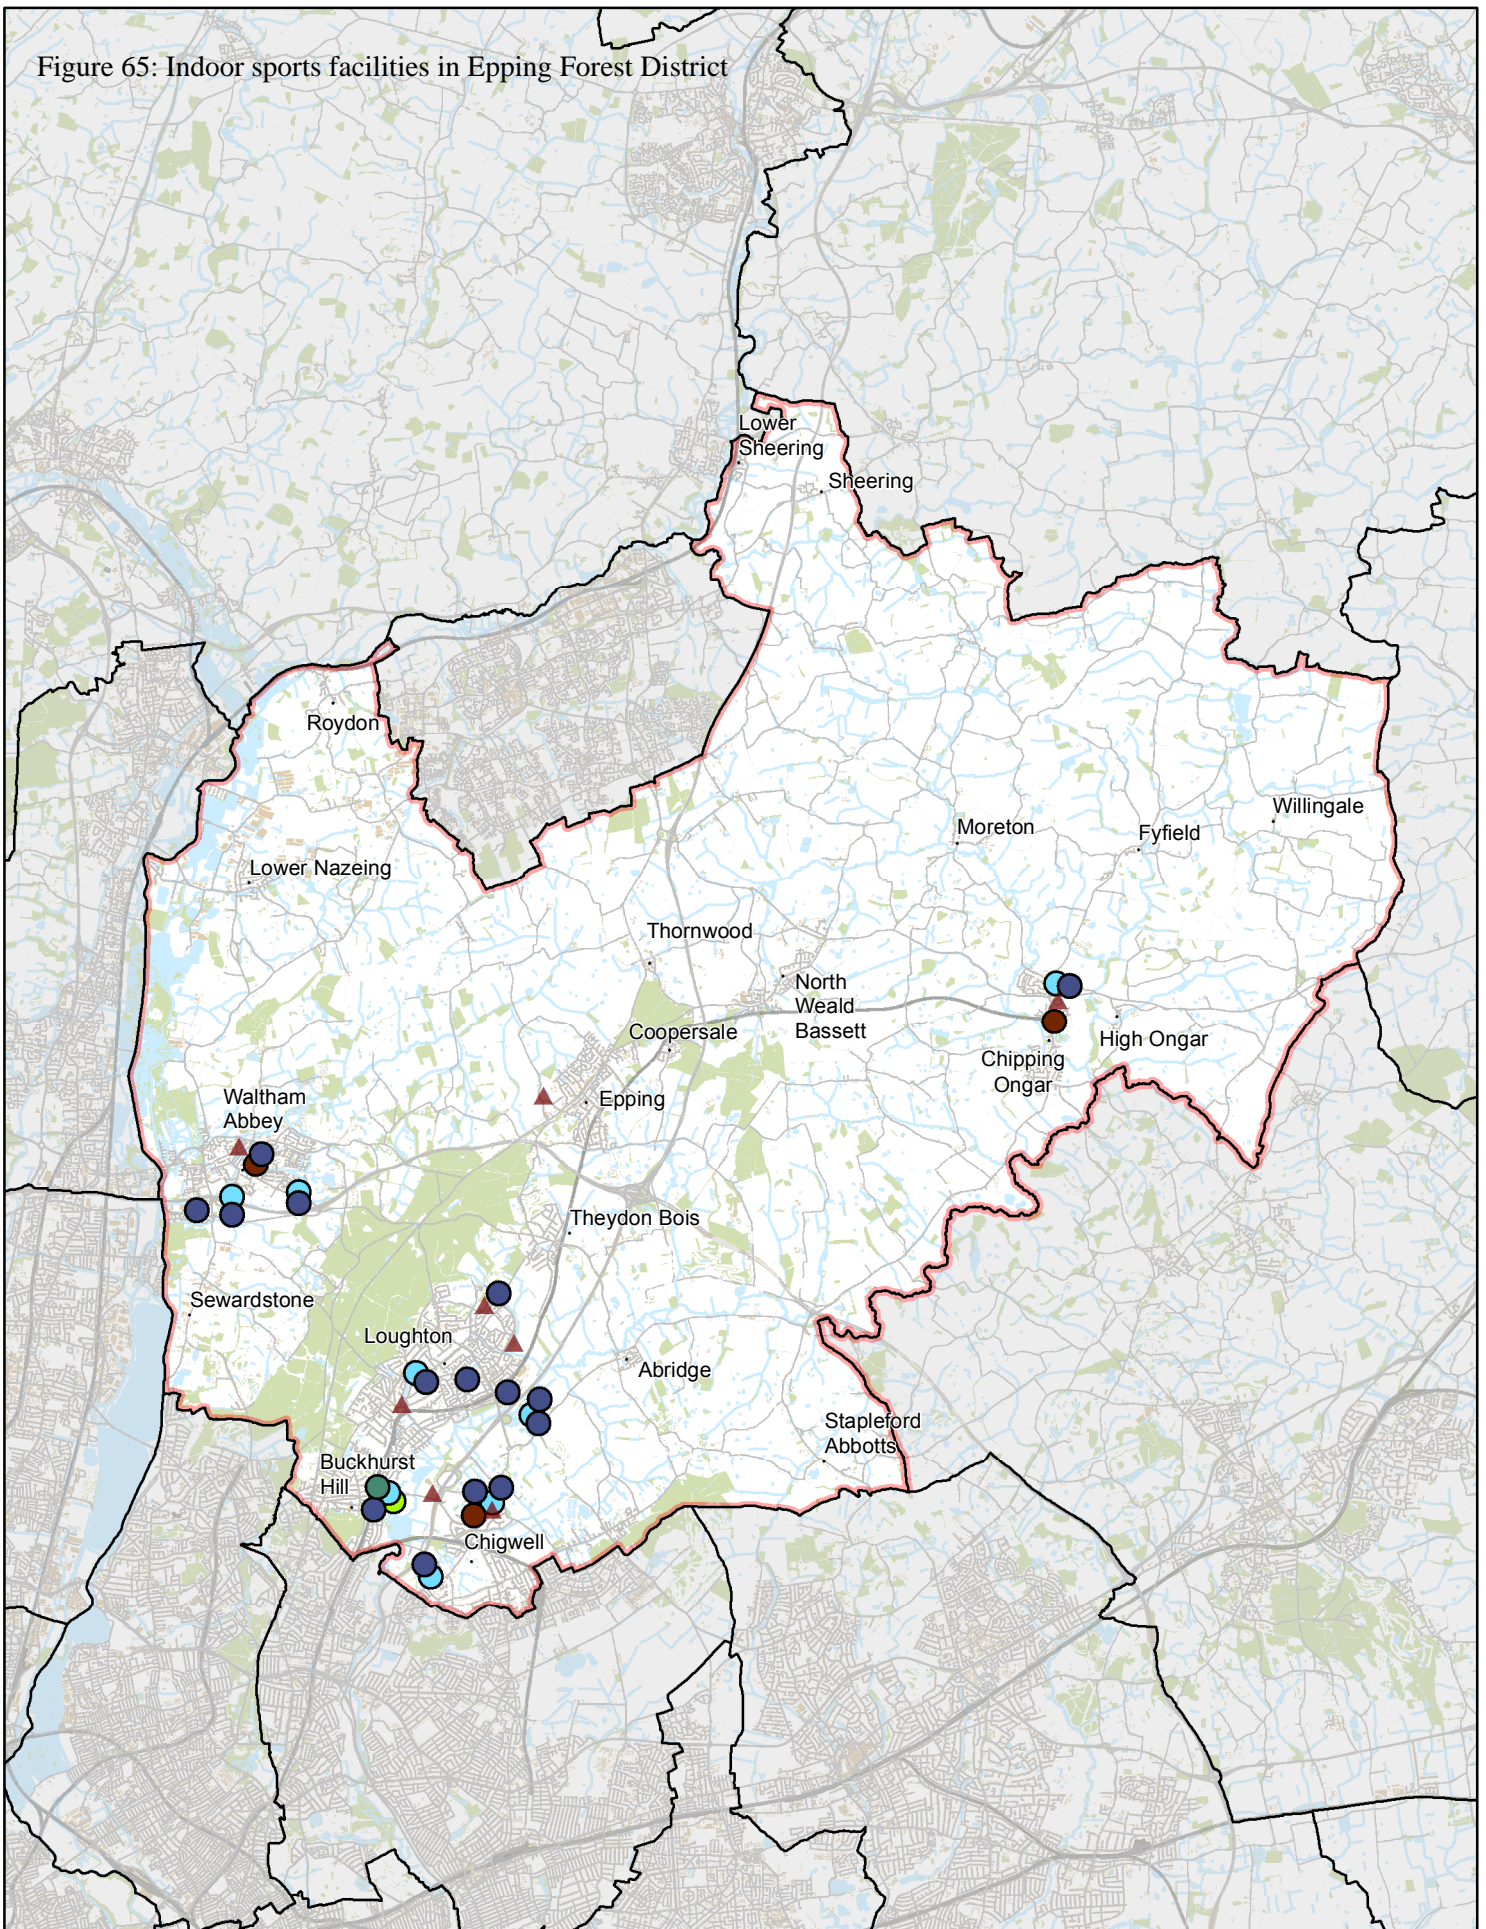 Figure 65: Indoor sports facilities in Epping Forest District
Lower
Sheering
Sheering
Roydon
Willingale
Moreton
Fyfield
Lower Nazeing
Thornwood
North
Weald
Bassett
Coopersale
High Ongar
Chipping
Ongar
Waltham
Abbey
Epping
Theydon Bois
Sewardstone
Loughton
Abridge
Stapleford
Abbotts
Buckhurst
Hill
Chigwell